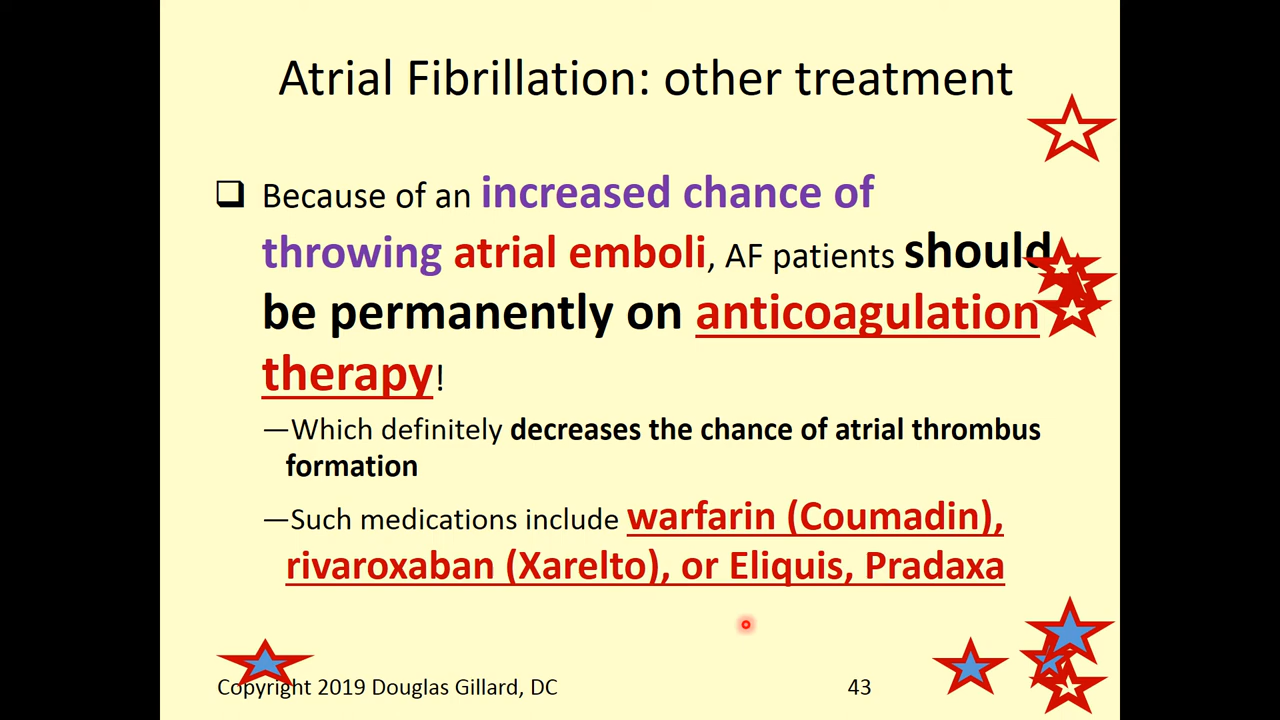 Atrial Fibrillation: other treatment
❑ Because of an increased chance of
throwing atrial emboli, AF patients should
be permanently on anticoagulation
therapy!
—Which definitely decreases the chance of atrial thrombus
formation
—Such medications include warfarin (Coumadin),
rivaroxaban (Xarelto), or Eliquis, Pradaxa
Copyright 2019 Douglas Gillard, DC
43